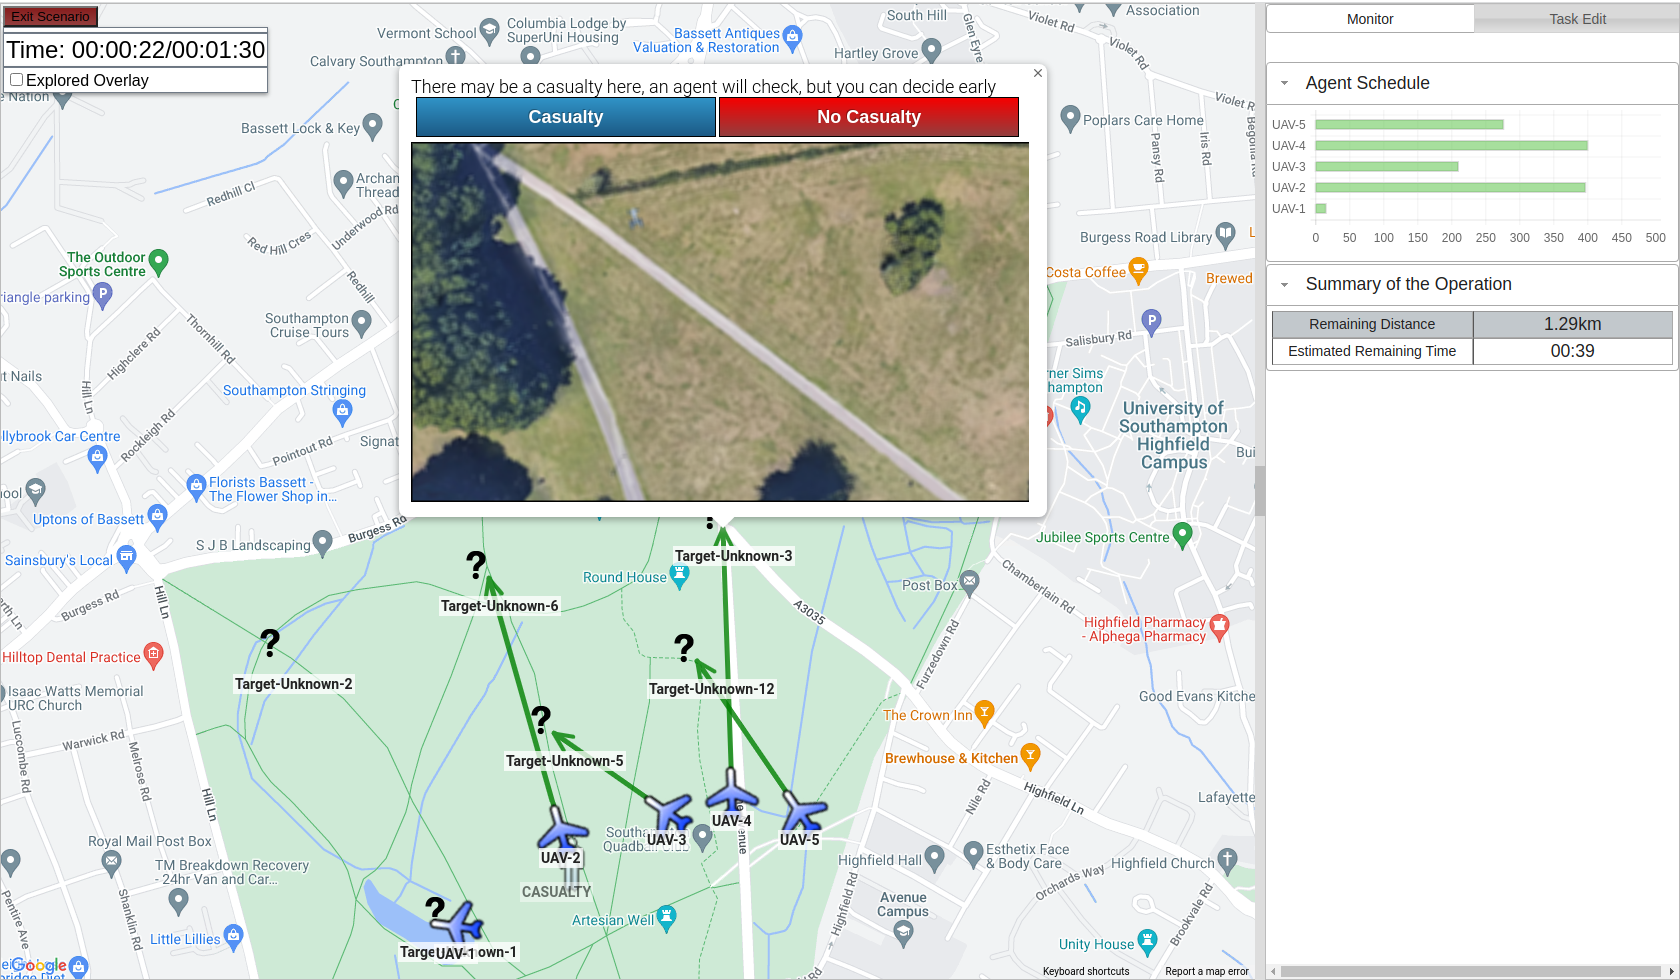 Exit Scenario
Time: 00:00:22/00:01:30
Explored Overlay
Vermont School
Columbia Lodge by
SuperUni Housing
Calvary Southampton
Bassett Antiques
Valuation & Restoration
South Hill
Hartley Grove
Glen Eyre
Violet Rd
Violet Rd
Association
Violet R
e Nation
Bassett Lock & Key
Poplars Care Home
Pansy Rd
Iris Rd
Redhill Cl
Archan
Thread
Underwood Rd
Red Hill Cres
Redhill
The Outdoor
Sports Centre
riangle parking
Southampton
Cruise Tours
Thornhill Rd
Highclere Rd
t Nails
Hill Ln
Southampton Stringing
llybrook Car Centre
Rockleigh Rd
Pointout Rd
Signat
Florists Bassett -
The Flower Shop in...
ool
Uptons of Bassett
S J B Landscaping
Burgess Rd
Sainsbury's Local
Burgess Rd
Hill Ln
Hilltop Dental Practice
Isaac Watts Memorial
URC Church
Luccombe Rd
Warwick Rd
Melrose Rd
Hill Ln
Royal Mail Post Box
TM Breakdown Recovery
- 24hr Van and Car...
Pentire Ave
Shanklin Rd
Little Lillies
Google
There may be a casualty here, an agent will check, but you can decide early
×
Casualty
No Casualty
Burgess Road Library
Costa Coffee
Brewed
Salisbury Rd
ner Sims
hampton
University of
Southampton
Highfield
Campus
Bui
Jubilee Sports Centre
Post Box
Chamberlain Rd
Highfield Pharmacy
- Alphega Pharmacy
Furzedown Rd
A3035
Good Evans Kitche
The Crown Inn
Brewhouse & Kitchen
Highfield Ln
Nile Rd
Lafayette
Esthetix Face
& Body Care
Highfield Hall
Highfield Church
Orchards Way
Avenue
Campus
Highfield Rd
Brookvale Rd
Unity House
Round House
Target-Unknown-3
Target-Unknown-6
Target-Unknown-2
Target-Unknown-12
Target-Unknown-5
UAV-4
UAV-3
UAV-5
UAV-2
CASUALTY
Artesian Well
UAV-1
Keyboard shortcuts
Report a map error
Monitor
Task Edit
Agent Schedule
UAV-5
UAV-4
UAV-3
UAV-2
UAV-1
0 50 100 150 200 250 300 350 400 450 500
Summary of the Operation
Remaining Distance 1.29km
Estimated Remaining Time 00:39